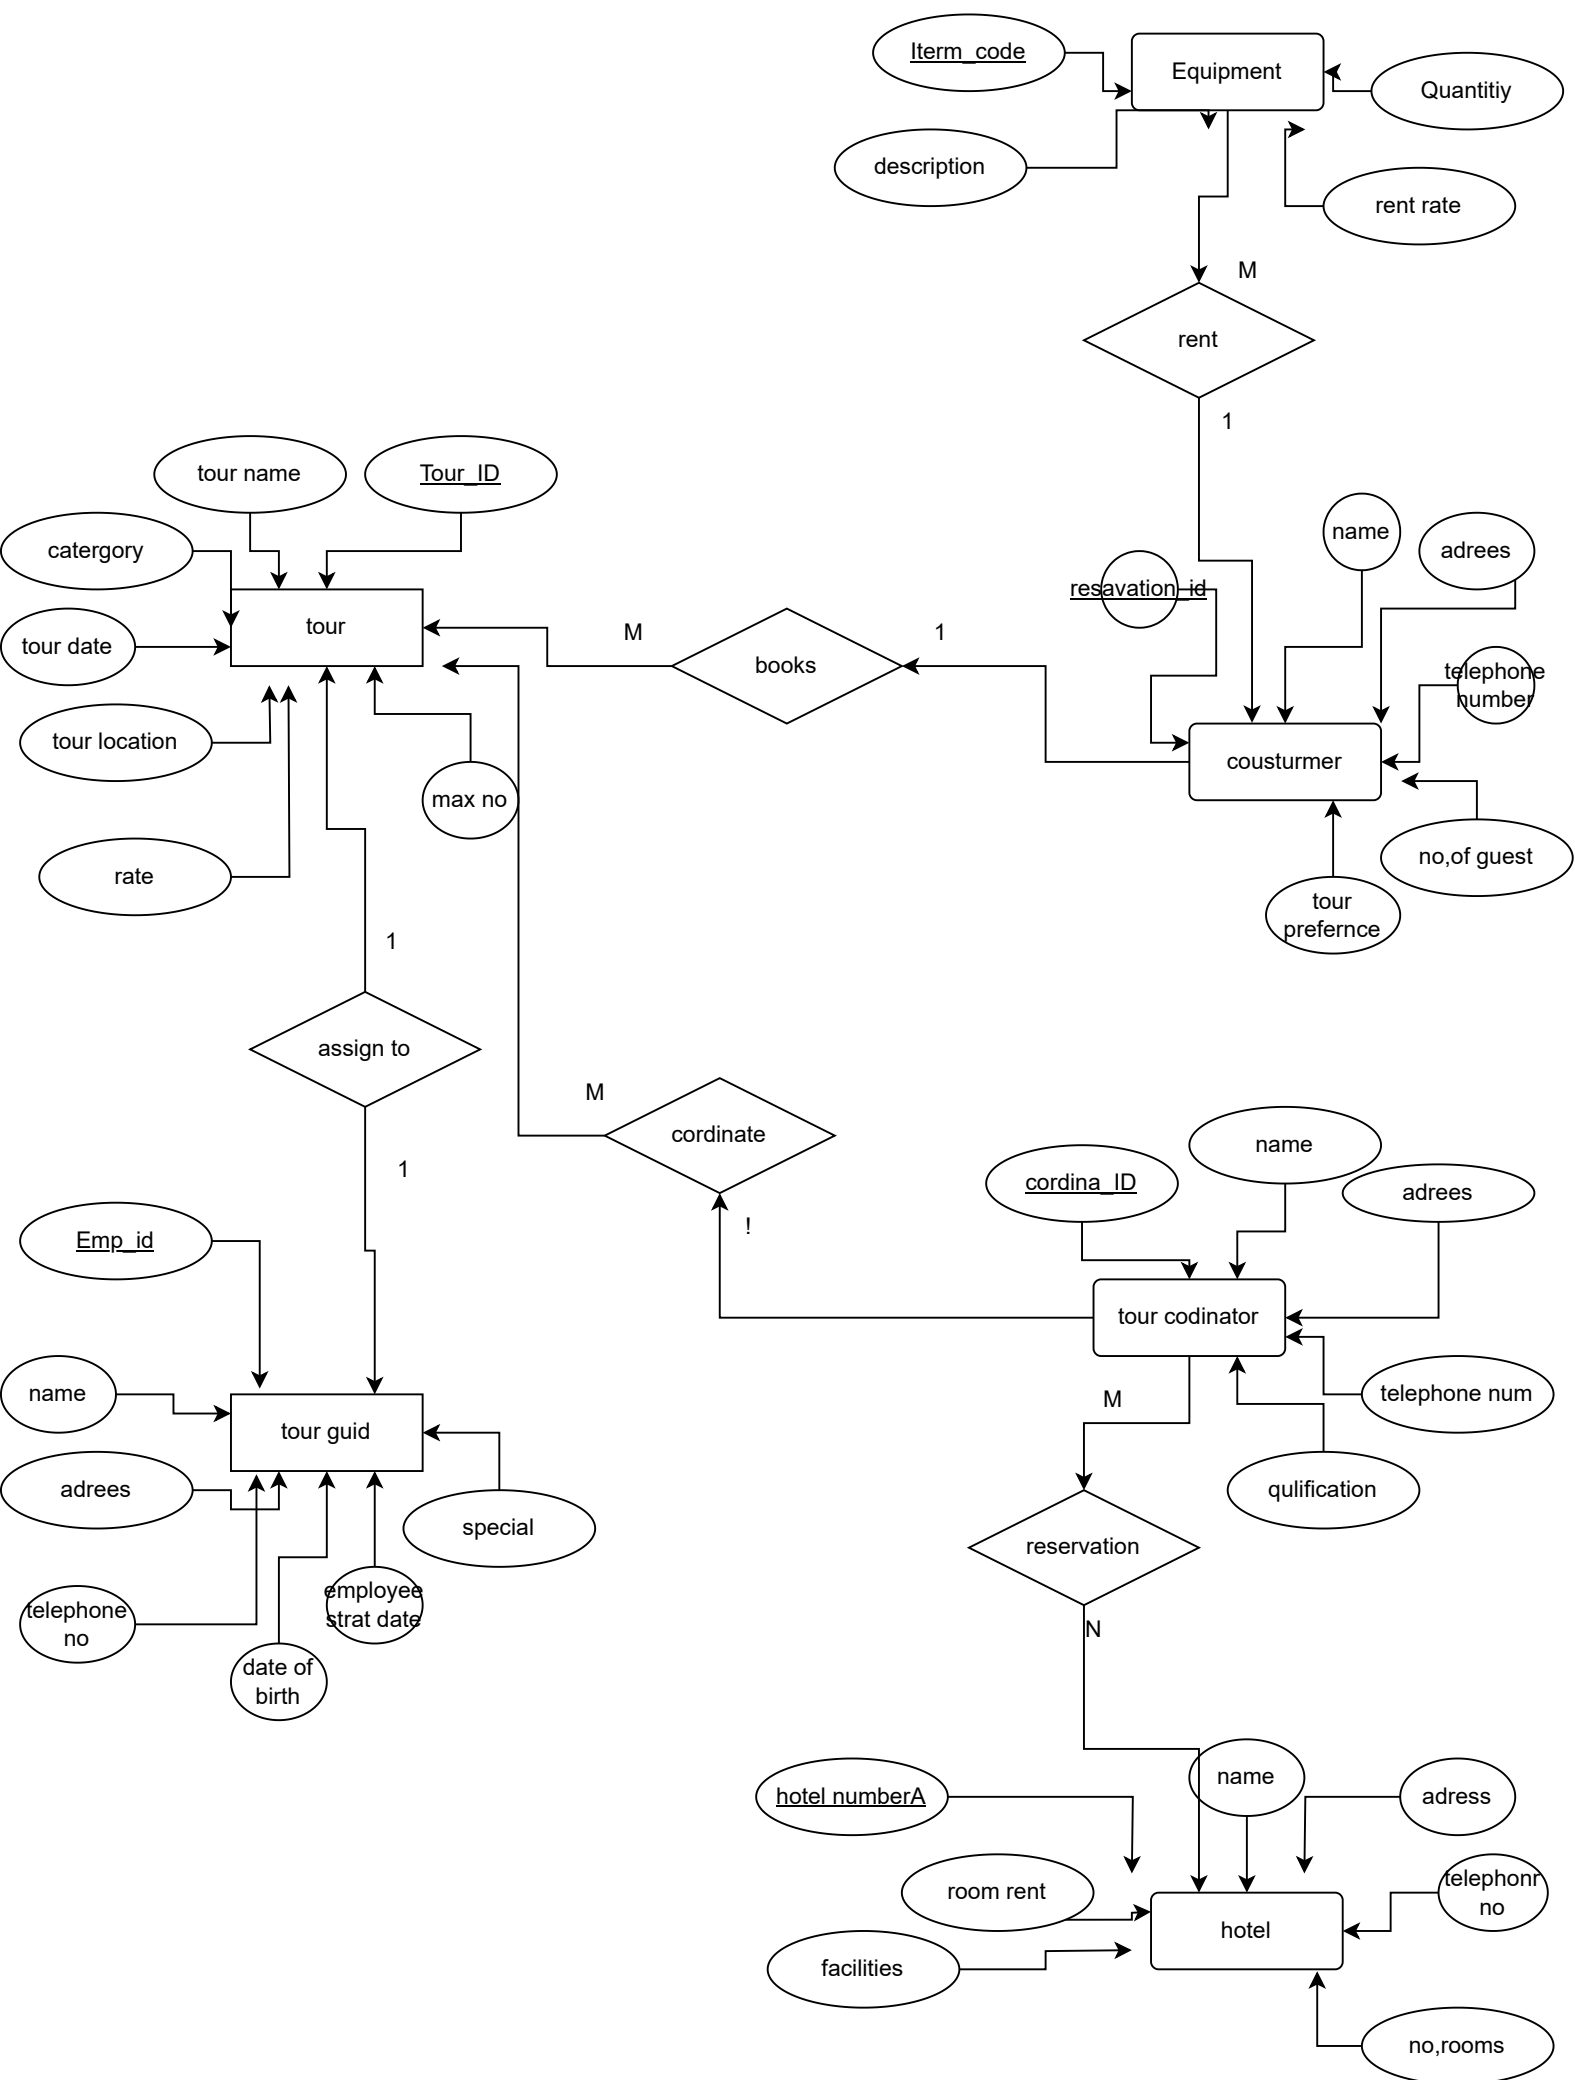 Iterm_code
Equipment
Quantitiy
description
rent rate
M
rent
1
tour name
Tour_ID
name
catergory
adrees
resavation_id
tour
M
1
tour date
books
telephone
number
tour location
cousturmer
max no
no,of guest
rate
tour
prefernce
1
assign to
M
cordinate
name
1
cordina_ID
adrees
Emp_id
!
tour codinator
name
telephone num
M
tour guid
adrees
qulification
special
reservation
employee
strat date
telephone
no
N
date of
birth
name
hotel numberA
adress
room rent
telephonr
no
hotel
facilities
no,rooms